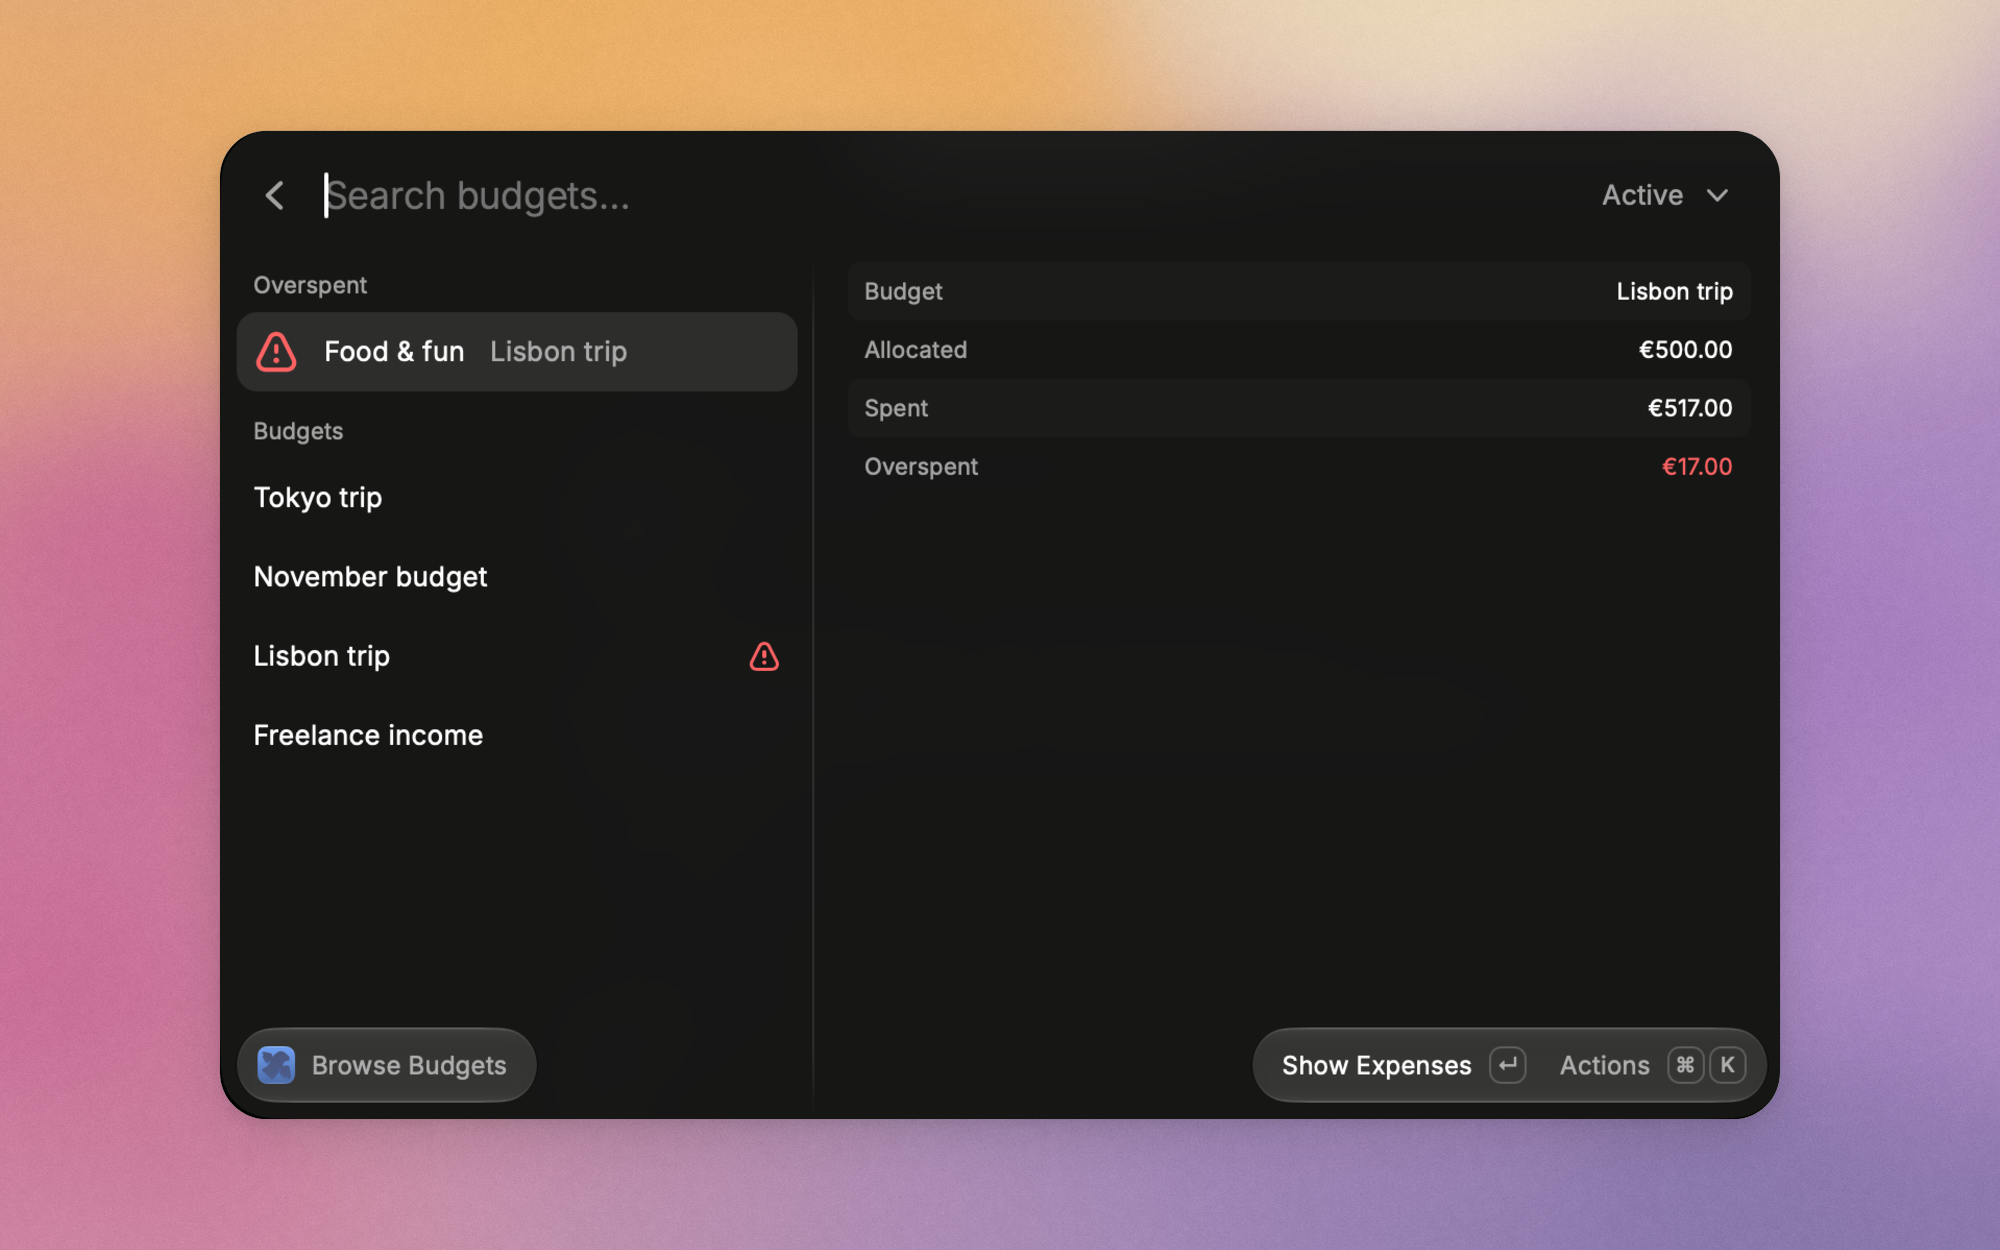 Search budgets...
Active
Overspent
Food & fun Lisbon trip
Budgets
Tokyo trip
November budget
Lisbon trip
Freelance income
Budget Lisbon trip
Allocated €500.00
Spent €517.00
Overspent €17.00
Browse Budgets
Show Expenses ↵ Actions ⌘ K